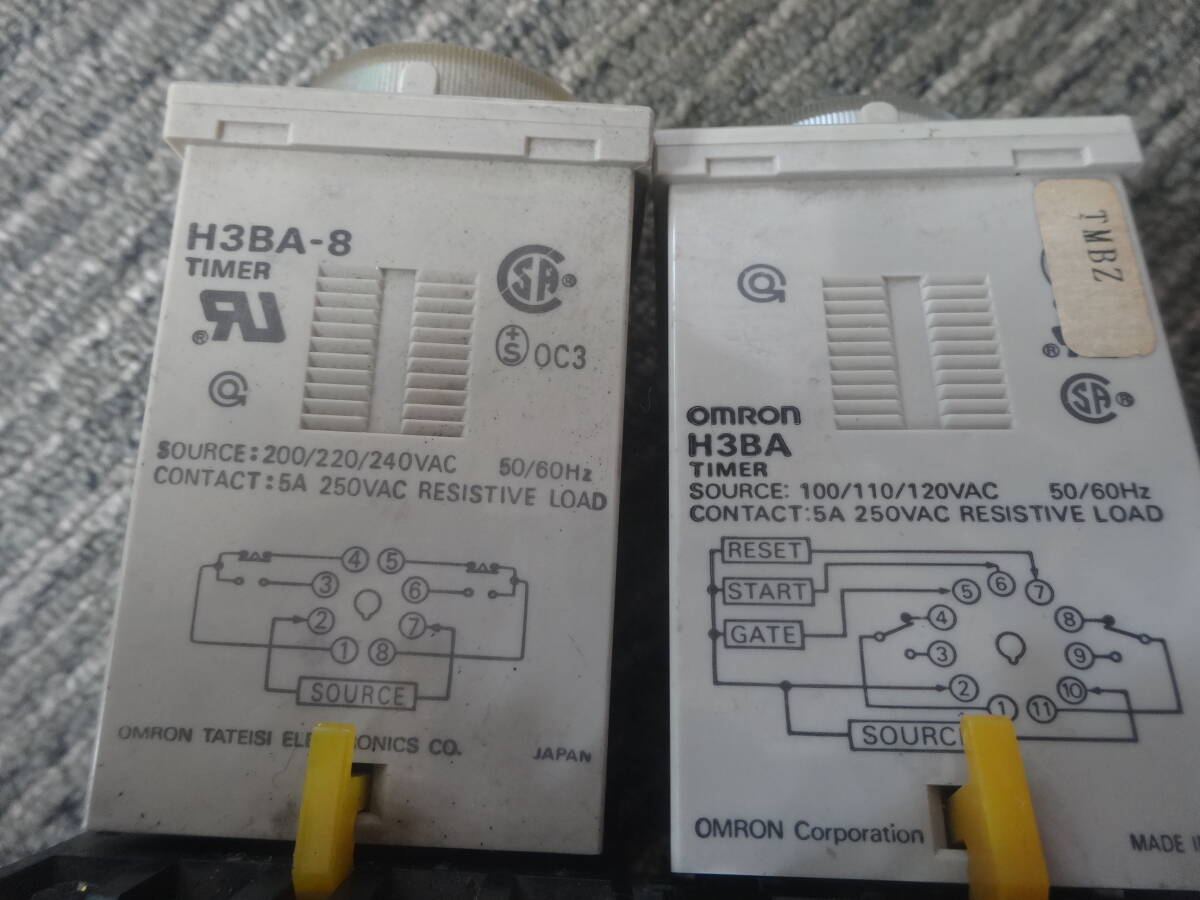 H3BA-8
TIMER
SA
S OC3
SOURCE:200/220/240VAC 50/60Hz
CONTACT:5A 250VAC RESISTIVE LOAD
4 5
3 6
2 7
1 8
SOURCE
OMRON TATEISI CO.
JAPAN
TMBZ
SA
OMRON
H3BA
TIMER
SOURCE: 100/110/120VAC 50/60Hz
CONTACT:5A 250VAC RESISTIVE LOAD
RESET
START
GATE
5 6 7
4 8
3 9
2 10
1 11
OMRON Corporation
MADE